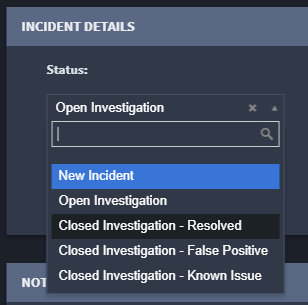 INCIDENT DETAILS
Status:
Open Investigation
New Incident
Open Investigation
Closed Investigation - Resolved
Closed Investigation - False Positive
Closed Investigation - Known Issue
NOT